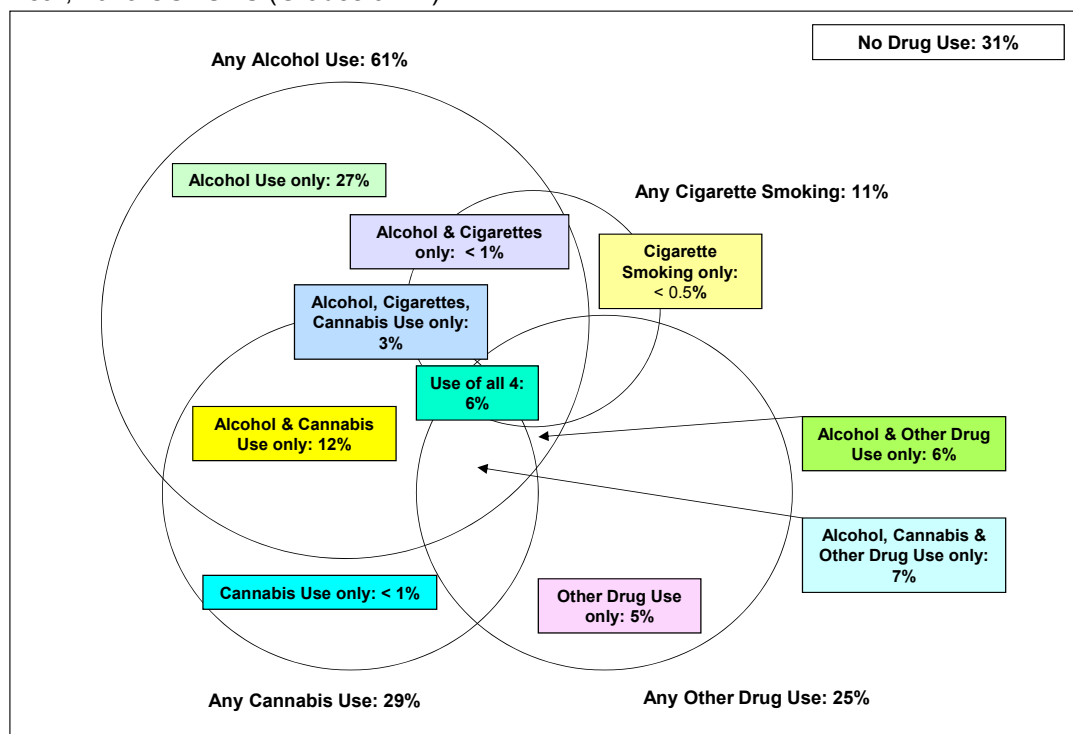 No Drug Use: 31%
Any Alcohol Use: 61%
Alcohol Use only: 27%
Any Cigarette Smoking: 11%
Alcohol & Cigarettes
only: < 1%
Cigarette
Smoking only:
< 0.5%
Alcohol, Cigarettes,
Cannabis Use only:
3%
Use of all 4:
6%
Alcohol & Cannabis
Use only: 12%
Alcohol & Other Drug
Use only: 6%
Alcohol, Cannabis &
Other Drug Use only:
7%
Cannabis Use only: < 1%
Other Drug Use
only: 5%
Any Cannabis Use: 29%
Any Other Drug Use: 25%